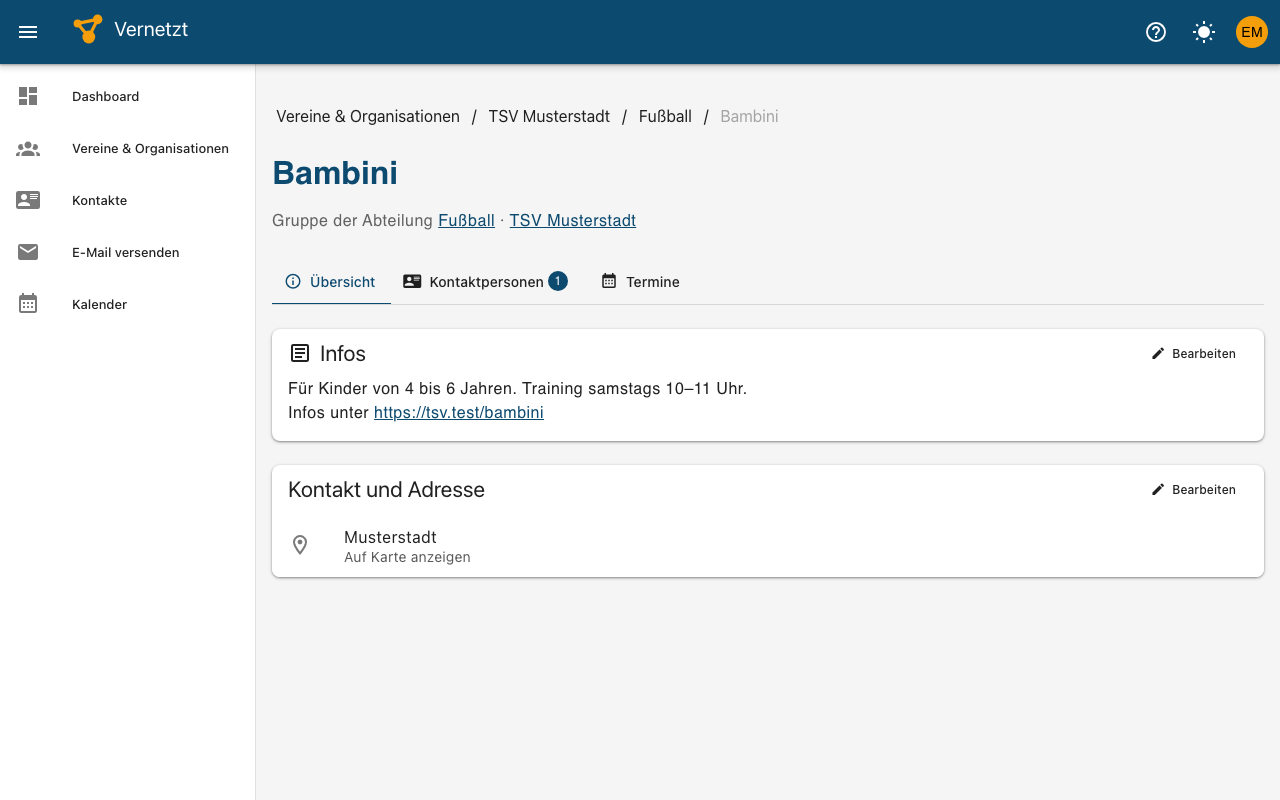 Vernetzt
EM
Dashboard
Vereine & Organisationen
Kontakte
E-Mail versenden
Kalender
Vereine & Organisationen / TSV Musterstadt / Fußball / Bambini
Bambini
Gruppe der Abteilung Fußball · TSV Musterstadt
Übersicht
Kontaktpersonen 1
Termine
Infos
Bearbeiten
Für Kinder von 4 bis 6 Jahren. Training samstags 10–11 Uhr.
Infos unter https://tsv.test/bambini
Kontakt und Adresse
Bearbeiten
Musterstadt
Auf Karte anzeigen